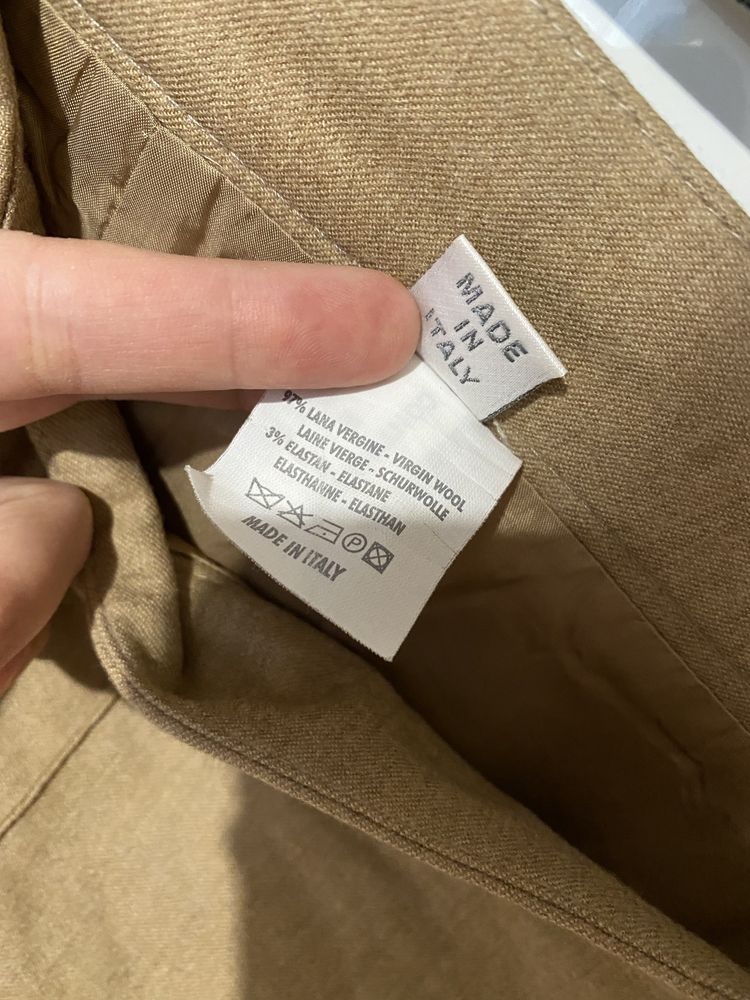 MADE
IN
ITALY
97% LANA VERGINE - VIRGIN WOOL
LAINE VIERGE - SCHURWOLLE
3% ELASTAN - ELASTANE
ELASTHANNE - ELASTHAN
P
MADE IN ITALY